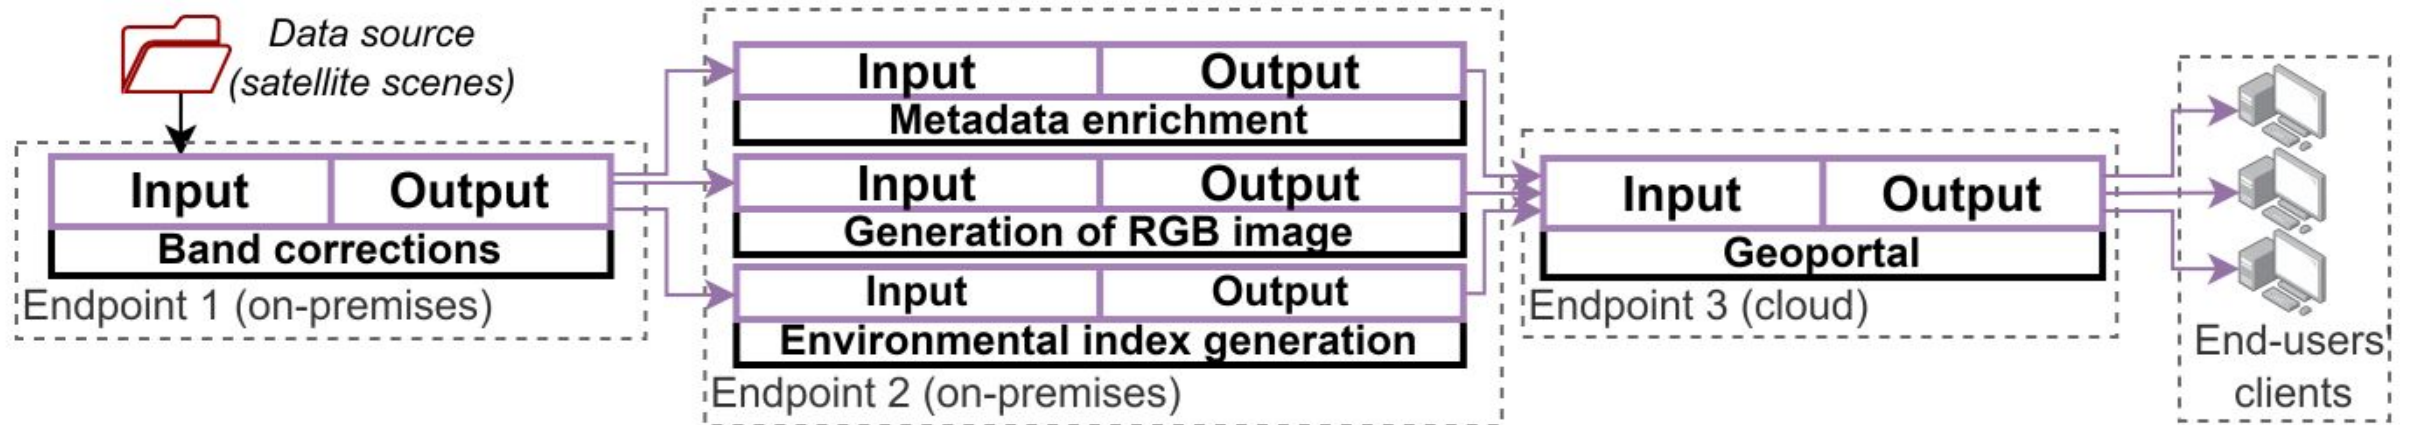 Data source
(satellite scenes)
Input Output
Band corrections
Endpoint 1 (on-premises)
Input Output
Metadata enrichment
Input Output
Generation of RGB image
Input Output
Environmental index generation
Endpoint 2 (on-premises)
Input Output
Geoportal
Endpoint 3 (cloud)
End-users
clients